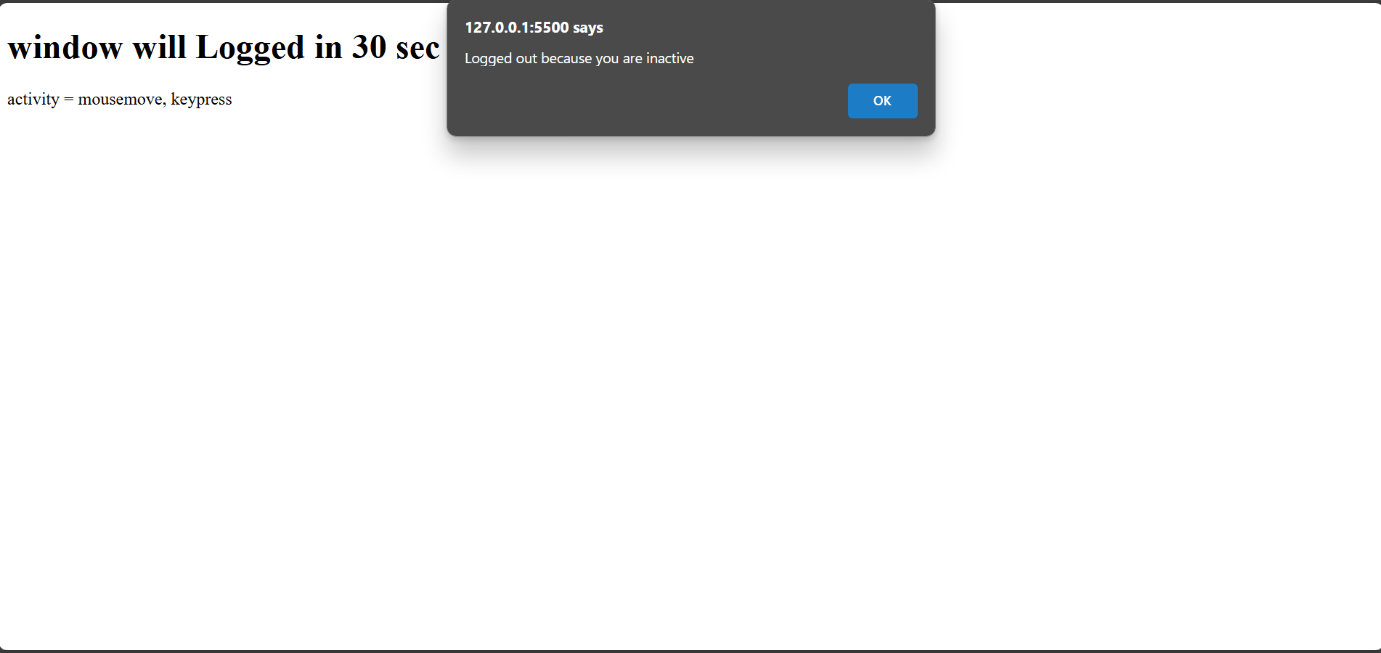 window will Logged in 30 sec
activity = mousemove, keypress
127.0.0.1:5500 says
Logged out because you are inactive
OK